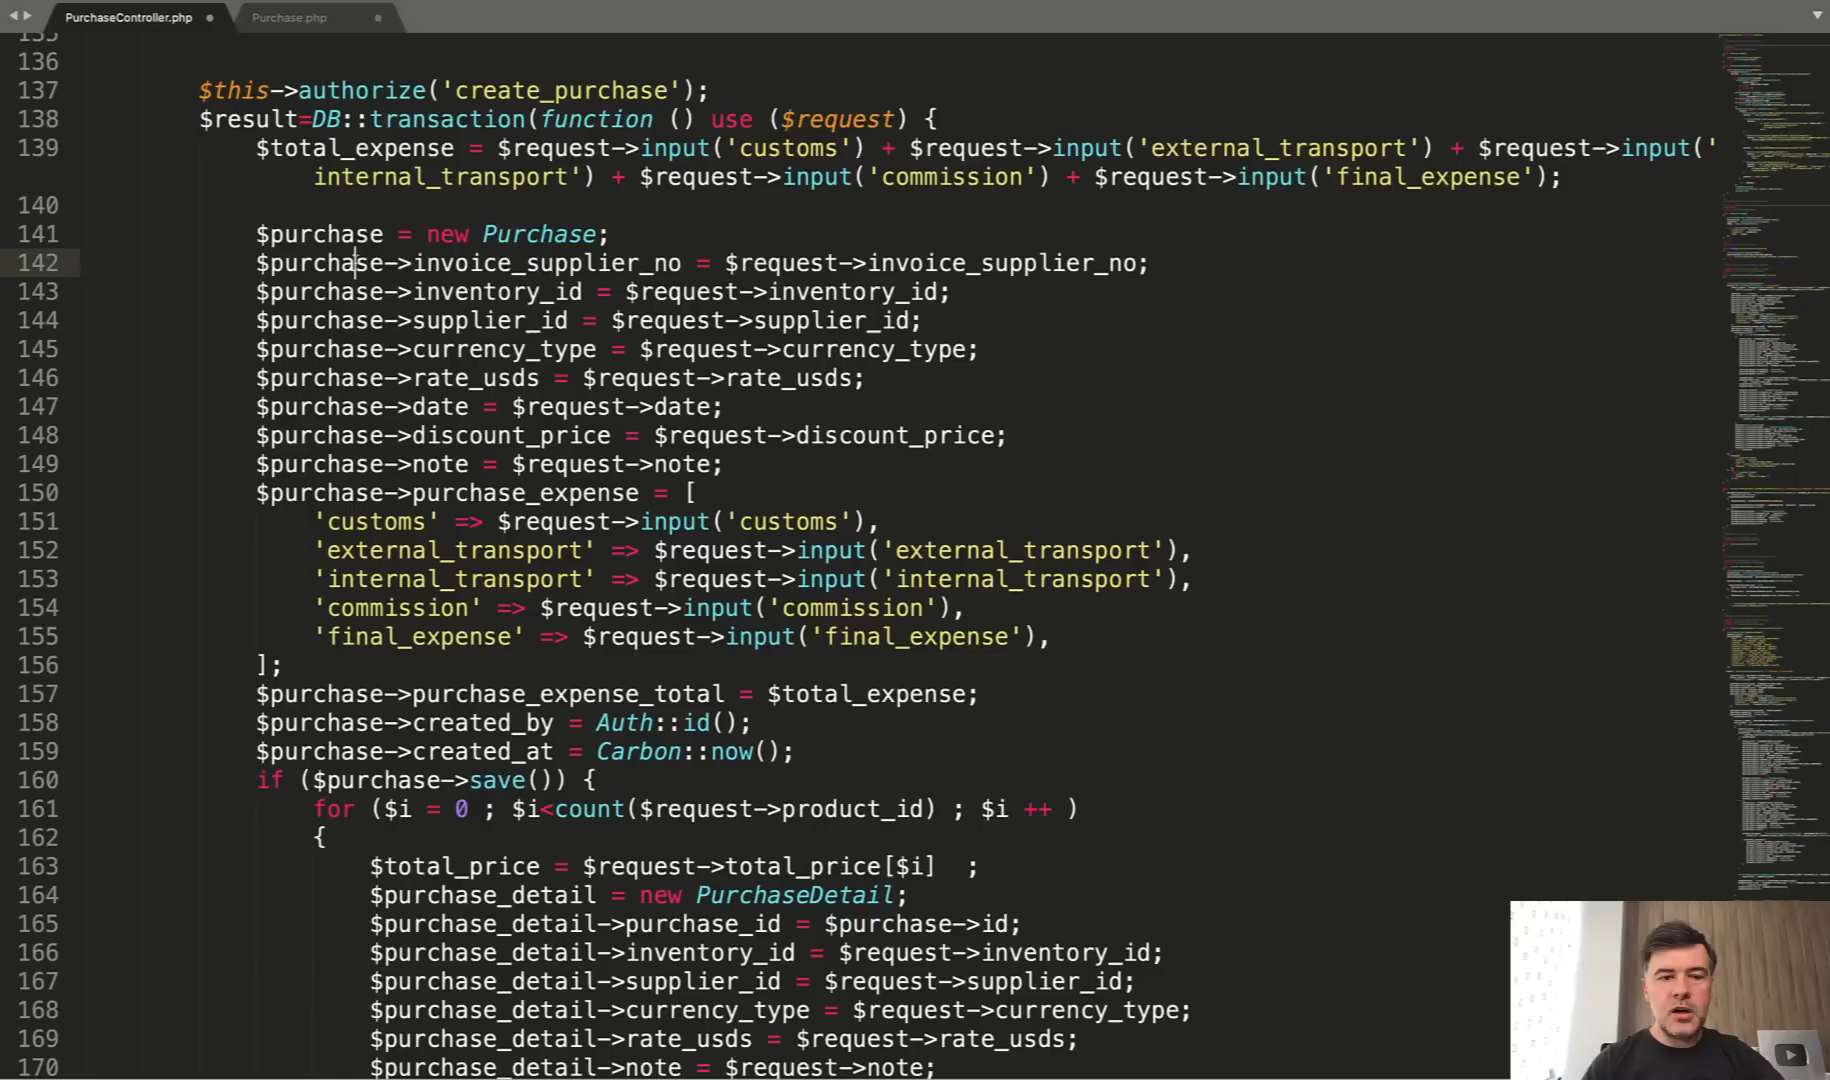 PurchaseController.php
Purchase.php
135
136
137 $this->authorize('create_purchase');
138 $result=DB::transaction(function () use ($request) {
139 $total_expense = $request->input('customs') + $request->input('external_transport') + $request->input('
internal_transport') + $request->input('commission') + $request->input('final_expense');
140
141 $purchase = new Purchase;
142 $purchase->invoice_supplier_no = $request->invoice_supplier_no;
143 $purchase->inventory_id = $request->inventory_id;
144 $purchase->supplier_id = $request->supplier_id;
145 $purchase->currency_type = $request->currency_type;
146 $purchase->rate_usds = $request->rate_usds;
147 $purchase->date = $request->date;
148 $purchase->discount_price = $request->discount_price;
149 $purchase->note = $request->note;
150 $purchase->purchase_expense = [
151 'customs' => $request->input('customs'),
152 'external_transport' => $request->input('external_transport'),
153 'internal_transport' => $request->input('internal_transport'),
154 'commission' => $request->input('commission'),
155 'final_expense' => $request->input('final_expense'),
156 ];
157 $purchase->purchase_expense_total = $total_expense;
158 $purchase->created_by = Auth::id();
159 $purchase->created_at = Carbon::now();
160 if ($purchase->save()) {
161 for ($i = 0 ; $i<count($request->product_id) ; $i ++ )
162 {
163 $total_price = $request->total_price[$i]  ;
164 $purchase_detail = new PurchaseDetail;
165 $purchase_detail->purchase_id = $purchase->id;
166 $purchase_detail->inventory_id = $request->inventory_id;
167 $purchase_detail->supplier_id = $request->supplier_id;
168 $purchase_detail->currency_type = $request->currency_type;
169 $purchase_detail->rate_usds = $request->rate_usds;
170 $purchase_detail->note = $request->note;